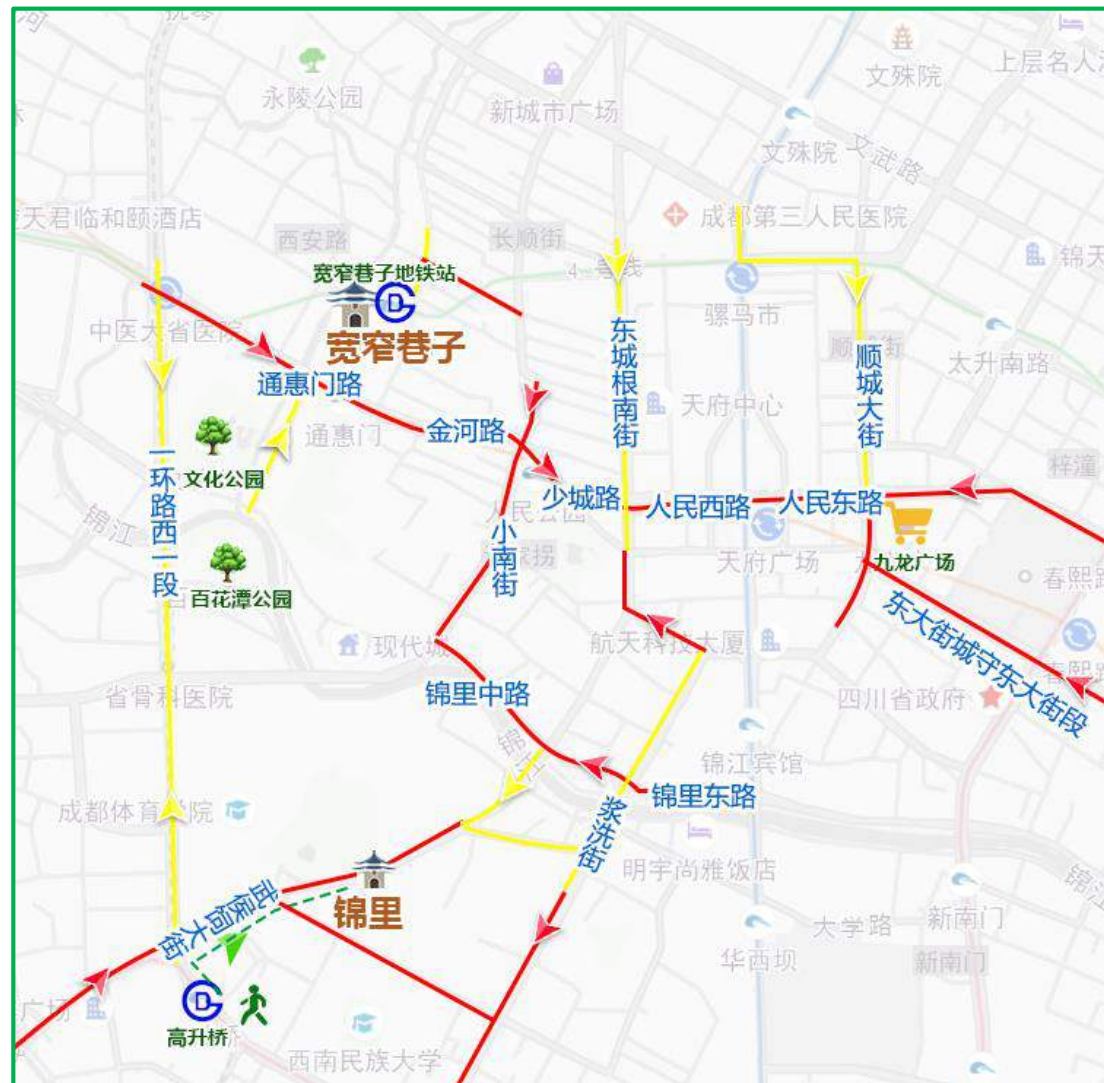 永陵公园
新城市广场
文殊院
上层名人
文殊院
文武路
天君临和颐酒店
西安路
长顺街
成都第三人民医院
锦天
4号线
宽窄巷子地铁站
中医大省医院
宽窄巷子
骡马市
太升南路
通惠门路
东城根南街
天府中心
顺城大街
金河路
通惠门
文化公园
一环路西一段
锦江
少城路
人民西路
人民东路
梓潼
人民公园
小南街
天府广场
九龙广场
春熙路
百花潭公园
现代城
航天科技大厦
东大街城守东大街段
春熙路
省骨科医院
锦里中路
四川省政府
锦江
锦江宾馆
锦里东路
成都体育学院
浆洗街
明宇尚雅饭店
锦江
锦里
武侯祠大街
大学路
新南门
华西坝
新南门
广场
高升桥
西南民族大学